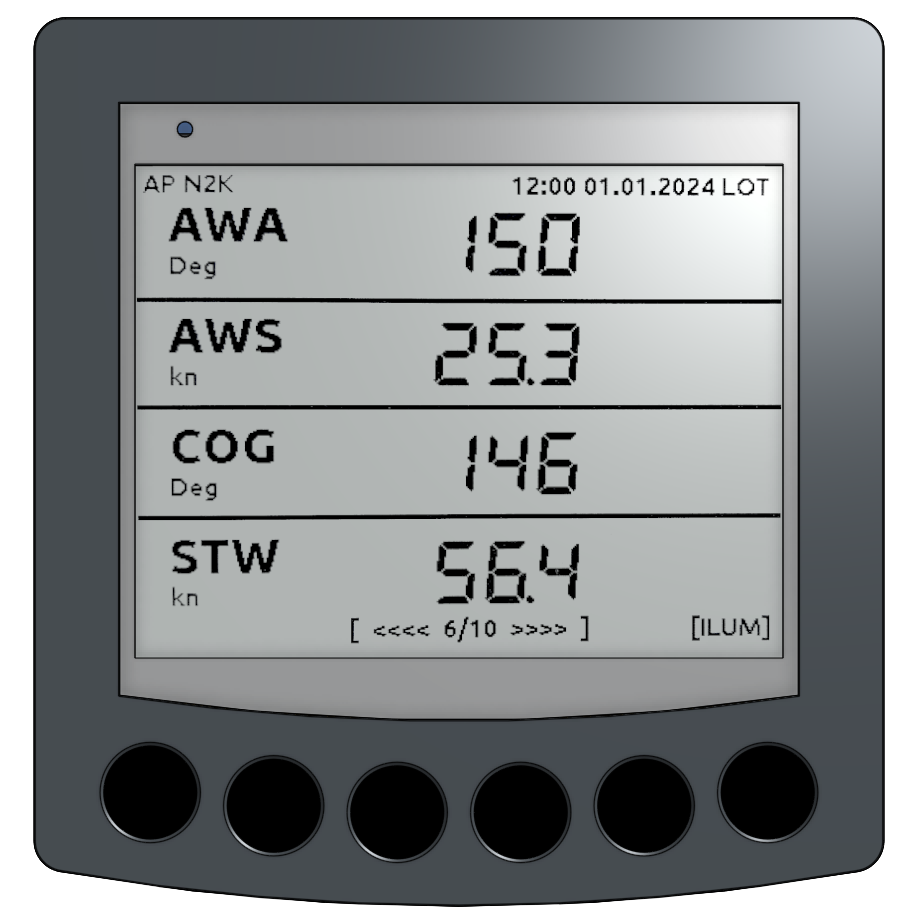 AP N2K 12:00 01.01.2024 LOT
AWA 150
Deg
AWS 25.3
kn
COG 146
Deg
STW 56.4
kn
[ <<<< 6/10 >>>> ] [ILUM]